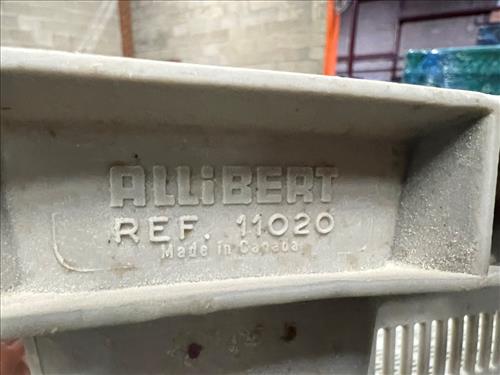 ALLiBERT
REF. 11020
Made in Canada